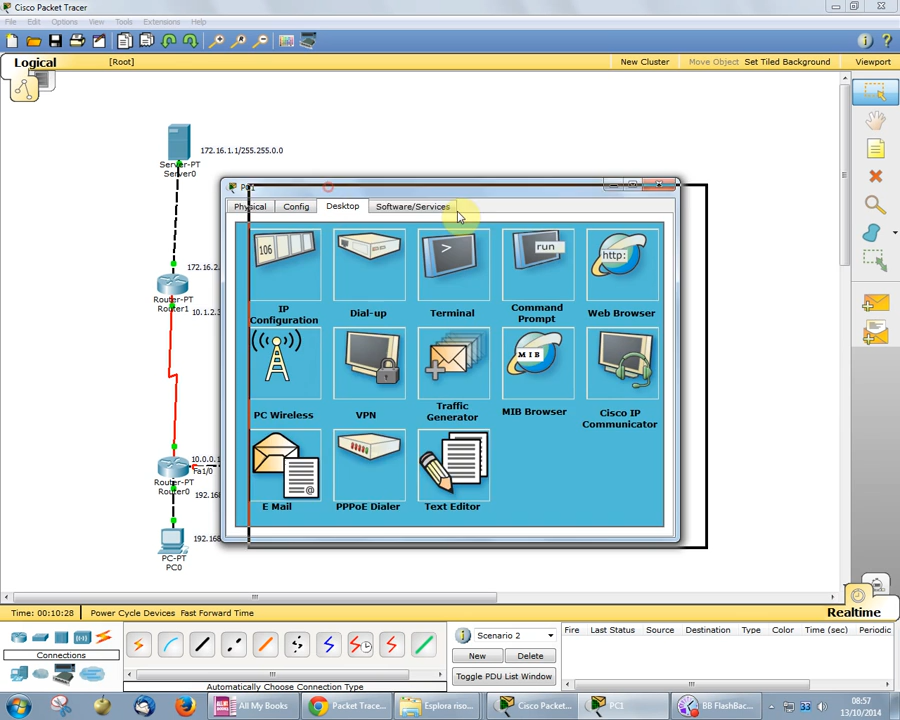 Cisco Packet Tracer
File Edit Options View Tools Extensions Help
Logical [Root] New Cluster Move Object Set Tiled Background Viewport
172.16.1.1/255.255.0.0
Server-PT
Server0
172.16.2.
Router-PT
Router1
10.1.2.
10.0.0.1
Fa1/0
Router-PT
Router0
192.168
192.168
PC-PT
PC0
PC1
Physical Config Desktop Software/Services
106
>
run
http:
IP
Configuration
Dial-up
Terminal
Command
Prompt
Web Browser
MIB
PC Wireless
VPN
Traffic
Generator
MIB Browser
Cisco IP
Communicator
@
E Mail
PPPoE Dialer
Text Editor
Time: 00:10:28 Power Cycle Devices Fast Forward Time
Realtime
Connections
Automatically Choose Connection Type
Scenario 2
New Delete
Toggle PDU List Window
Fire Last Status Source Destination Type Color Time (sec) Periodic
All My Books
Packet Trace...
Esplora riso...
Cisco Packet...
PC1
BB FlashBac...
33
08:57
13/10/2014